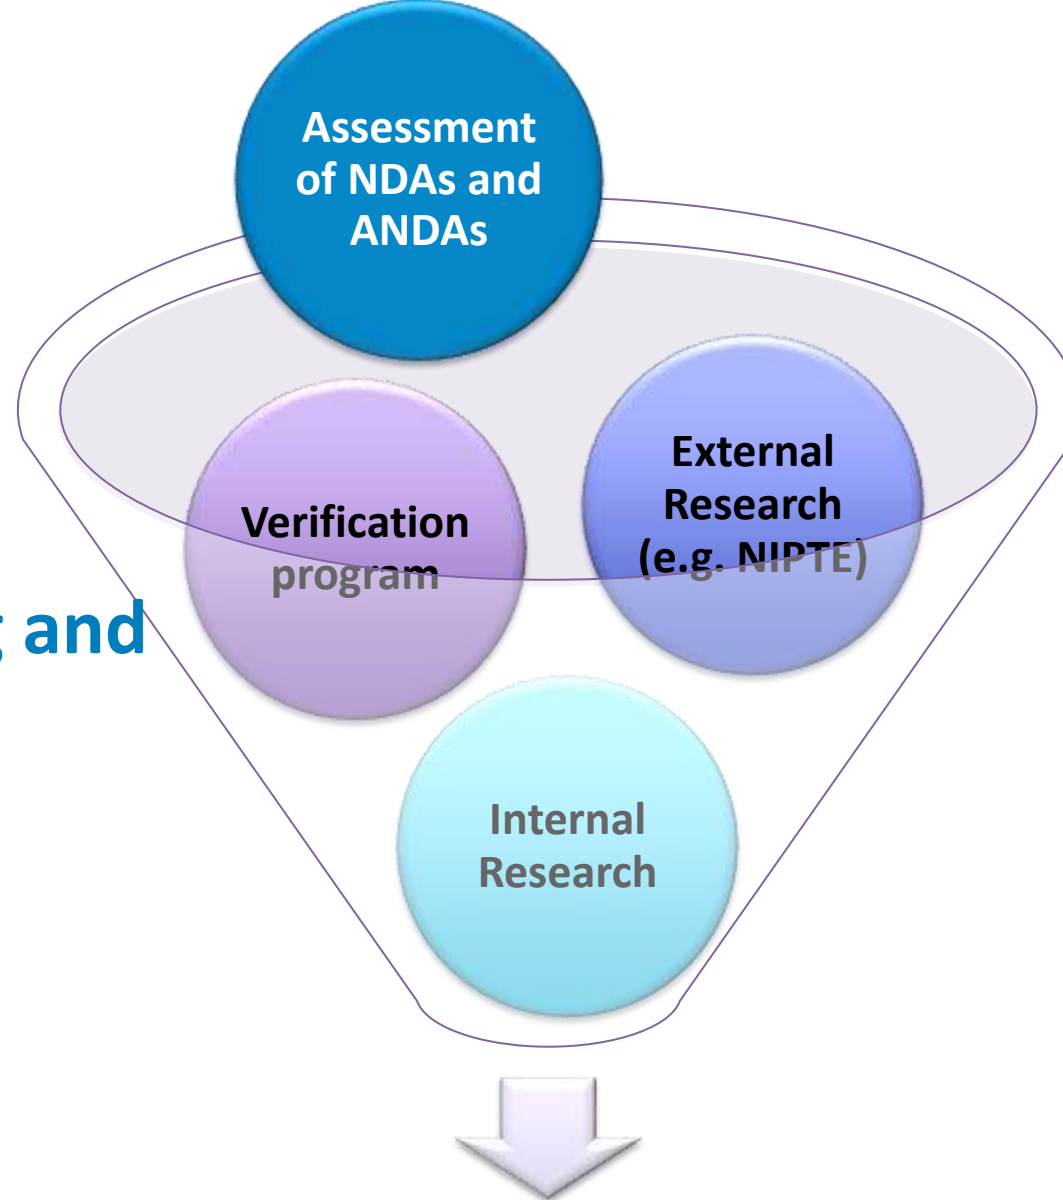 Assessment
of NDAs and
ANDAs
External
Research
(e.g. NIPTE)
Verification
program
and
Internal
Research